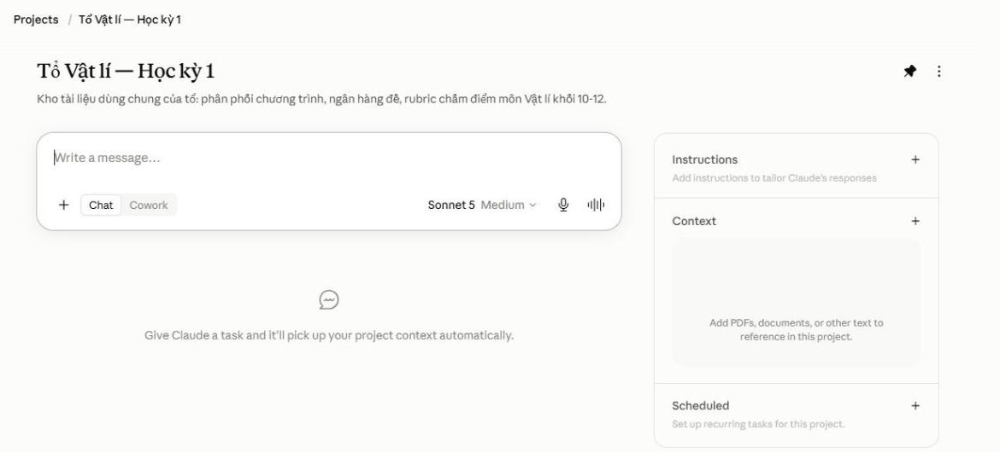 Projects / Tổ Vật lí — Học kỳ 1
Tổ Vật lí — Học kỳ 1
Kho tài liệu dùng chung của tổ: phân phối chương trình, ngân hàng đề, rubric chấm điểm môn Vật lí khối 10-12.
Write a message...
Chat Cowork
Sonnet 5 Medium
Give Claude a task and it'll pick up your project context automatically.
Instructions
Add instructions to tailor Claude's responses
Context
Add PDFs, documents, or other text to
reference in this project.
Scheduled
Set up recurring tasks for this project.